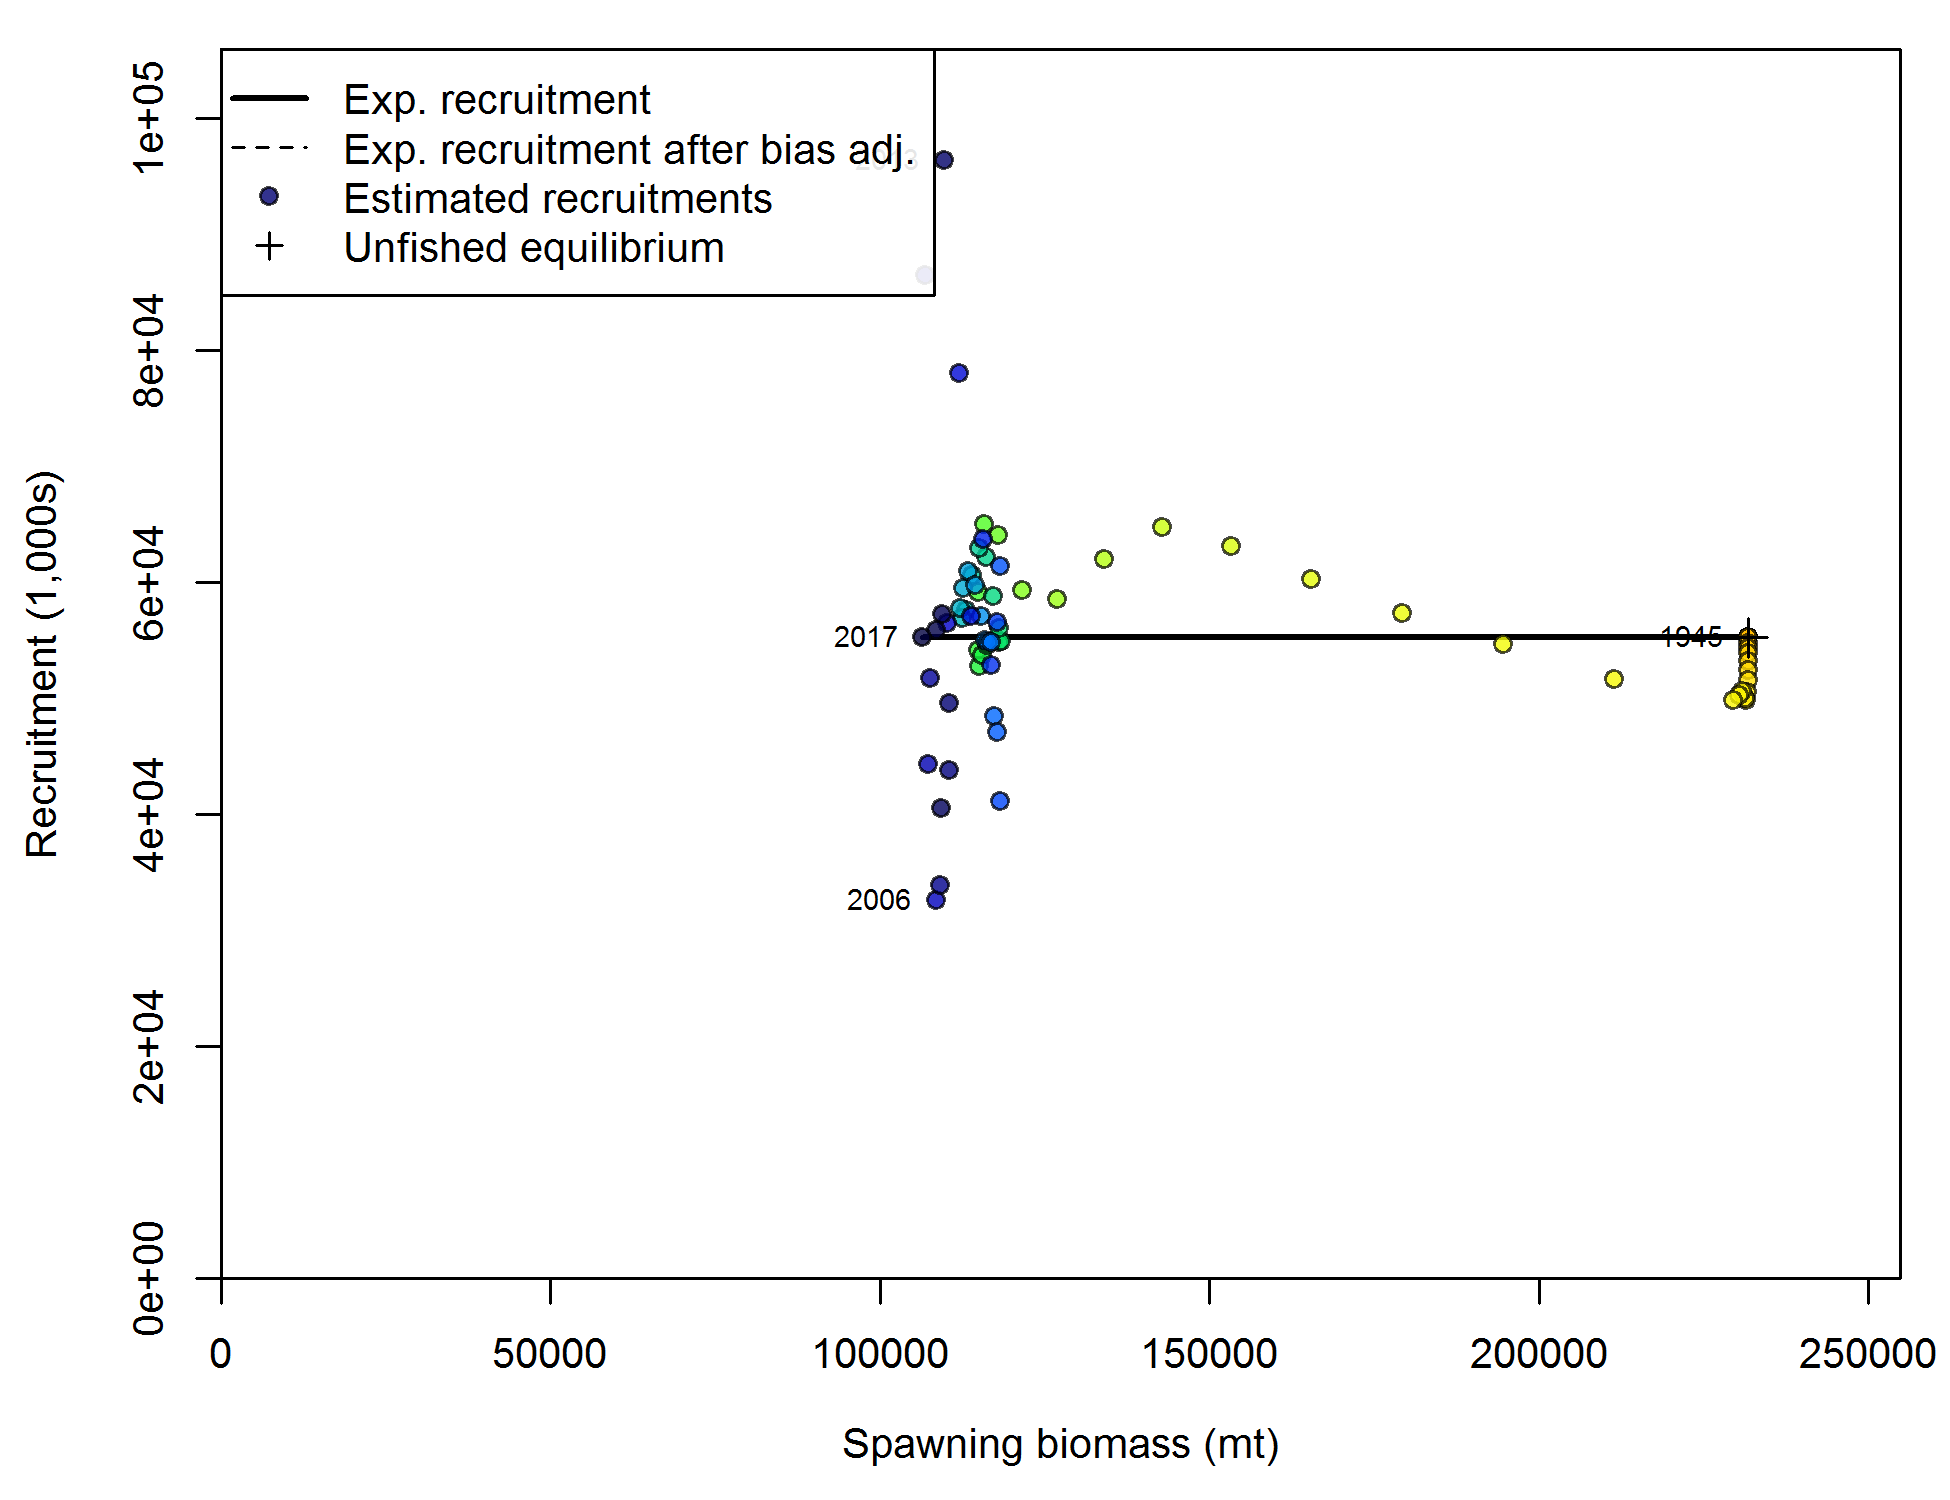 Exp. recruitment
Exp. recruitment after bias adj.
Estimated recruitments
Unfished equilibrium
1e+05
8e+04
6e+04
4e+04
2e+04
0e+00
Recruitment (1,000s)
2017
1945
2006
0
50000
100000
150000
200000
250000
Spawning biomass (mt)